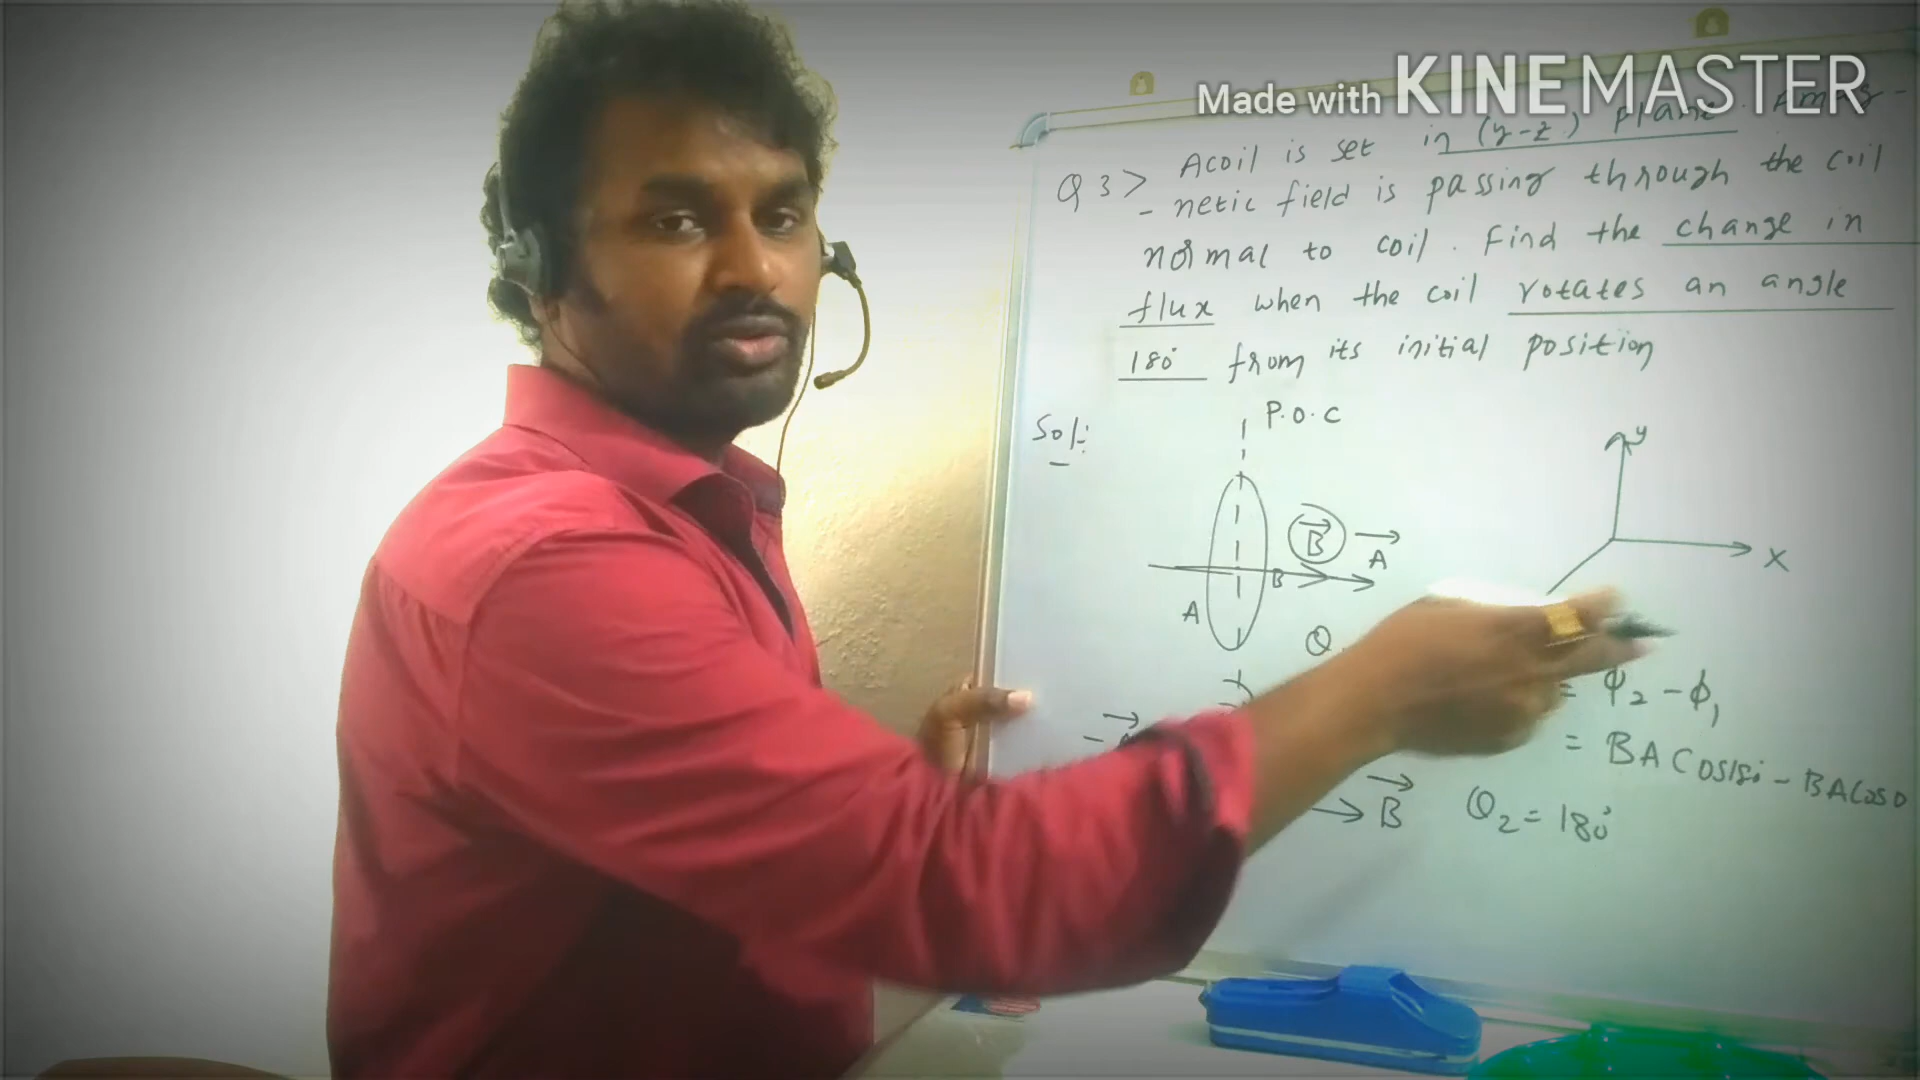 Made with KINEMASTER
Q3> A coil is set in (y-z) plane. A mag-
-netic field is passing through the coil
normal to coil. Find the change in
flux when the coil rotates an angle
180° from its initial position
Sol:
P.O.C
y
B
A
X
B
A
= φ2 - φ1
= BA Cos180 - BA Cos0
B
θ2 = 180°